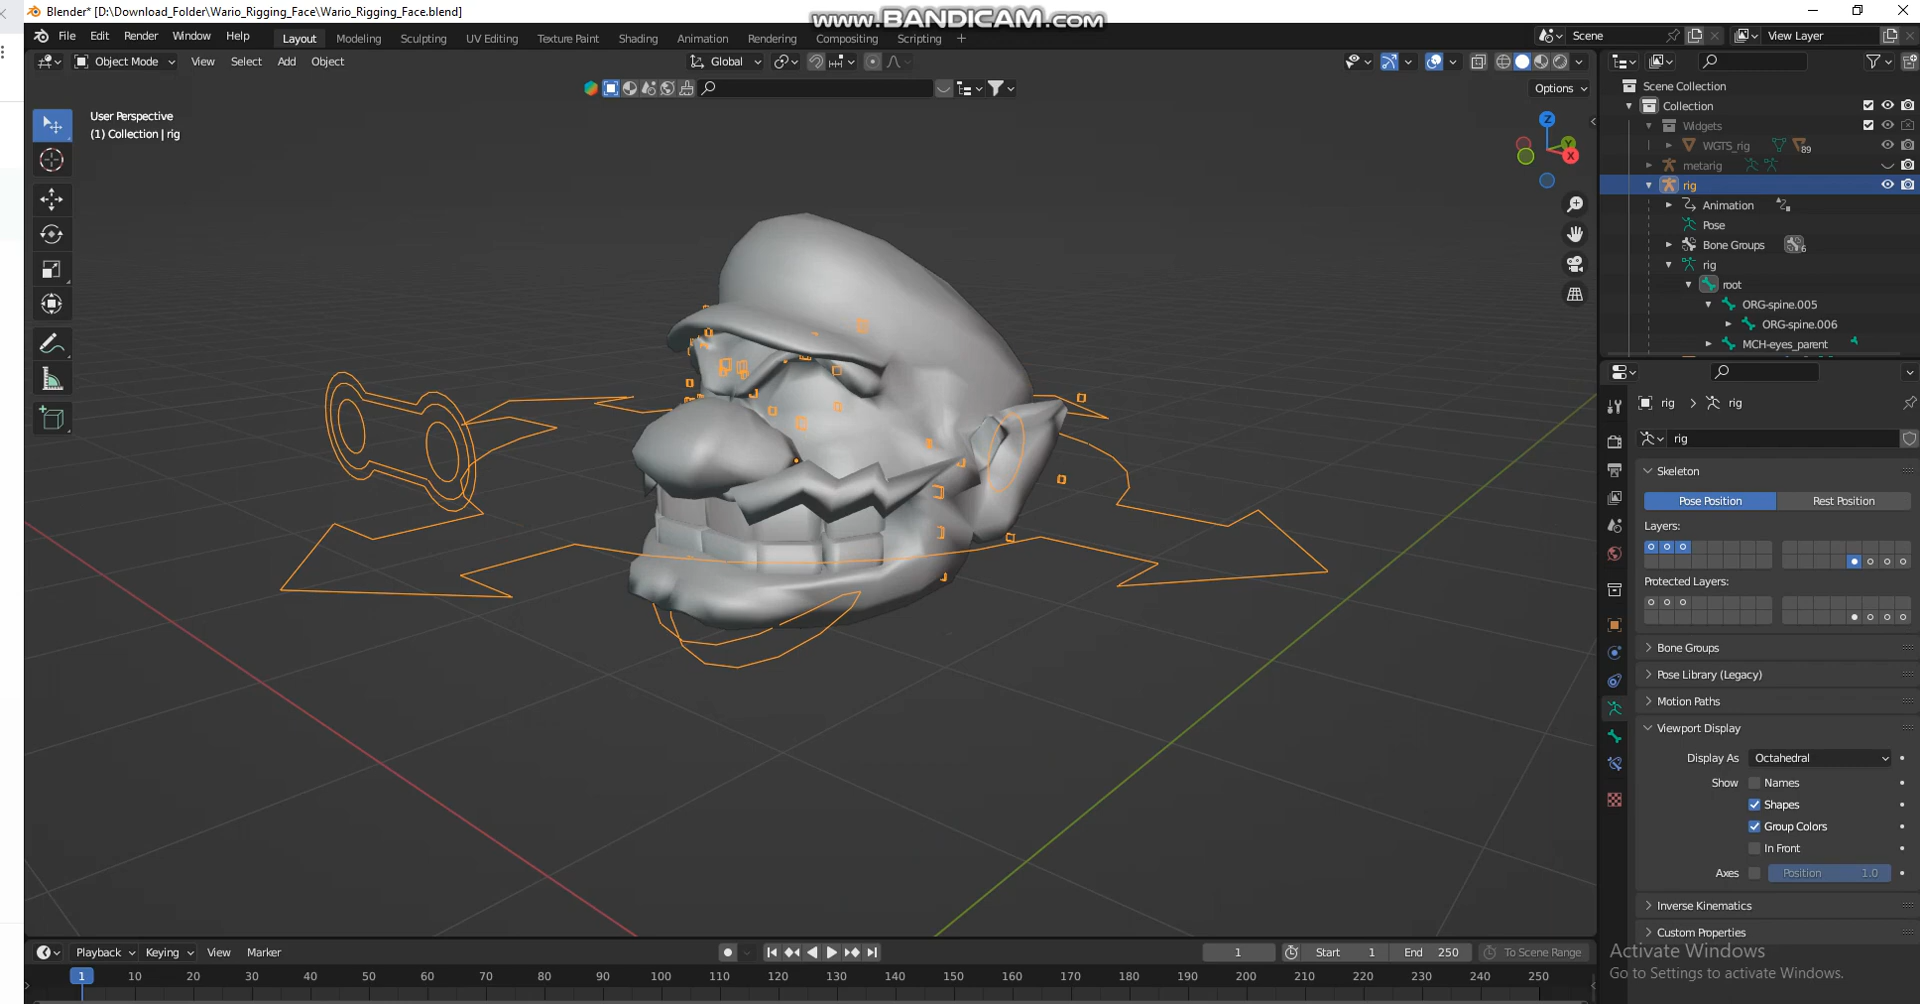 Blender* [D:\Download_Folder\Wario_Rigging_Face\Wario_Rigging_Face.blend]
www.BANDICAM.com
File Edit Render Window Help
Layout Modeling Sculpting UV Editing Texture Paint Shading Animation Rendering Compositing Scripting +
Scene
View Layer
Object Mode View Select Add Object
Global
Options
User Perspective
(1) Collection | rig
Z
Y
X
Scene Collection
Collection
Widgets
WGTS_rig
89
metarig
rig
Animation
Pose
Bone Groups
6
rig
root
ORG-spine.005
ORG-spine.006
MCH-eyes_parent
rig > rig
rig
Skeleton
Pose Position Rest Position
Layers:
Protected Layers:
Bone Groups
Pose Library (Legacy)
Motion Paths
Viewport Display
Display As Octahedral
Show Names
Shapes
Group Colors
In Front
Axes Position 1.0
Inverse Kinematics
Custom Properties
Activate Windows
Go to Settings to activate Windows.
Playback Keying View Marker
1 Start 1 End 250 To Scene Range
1 10 20 30 40 50 60 70 80 90 100 110 120 130 140 150 160 170 180 190 200 210 220 230 240 250